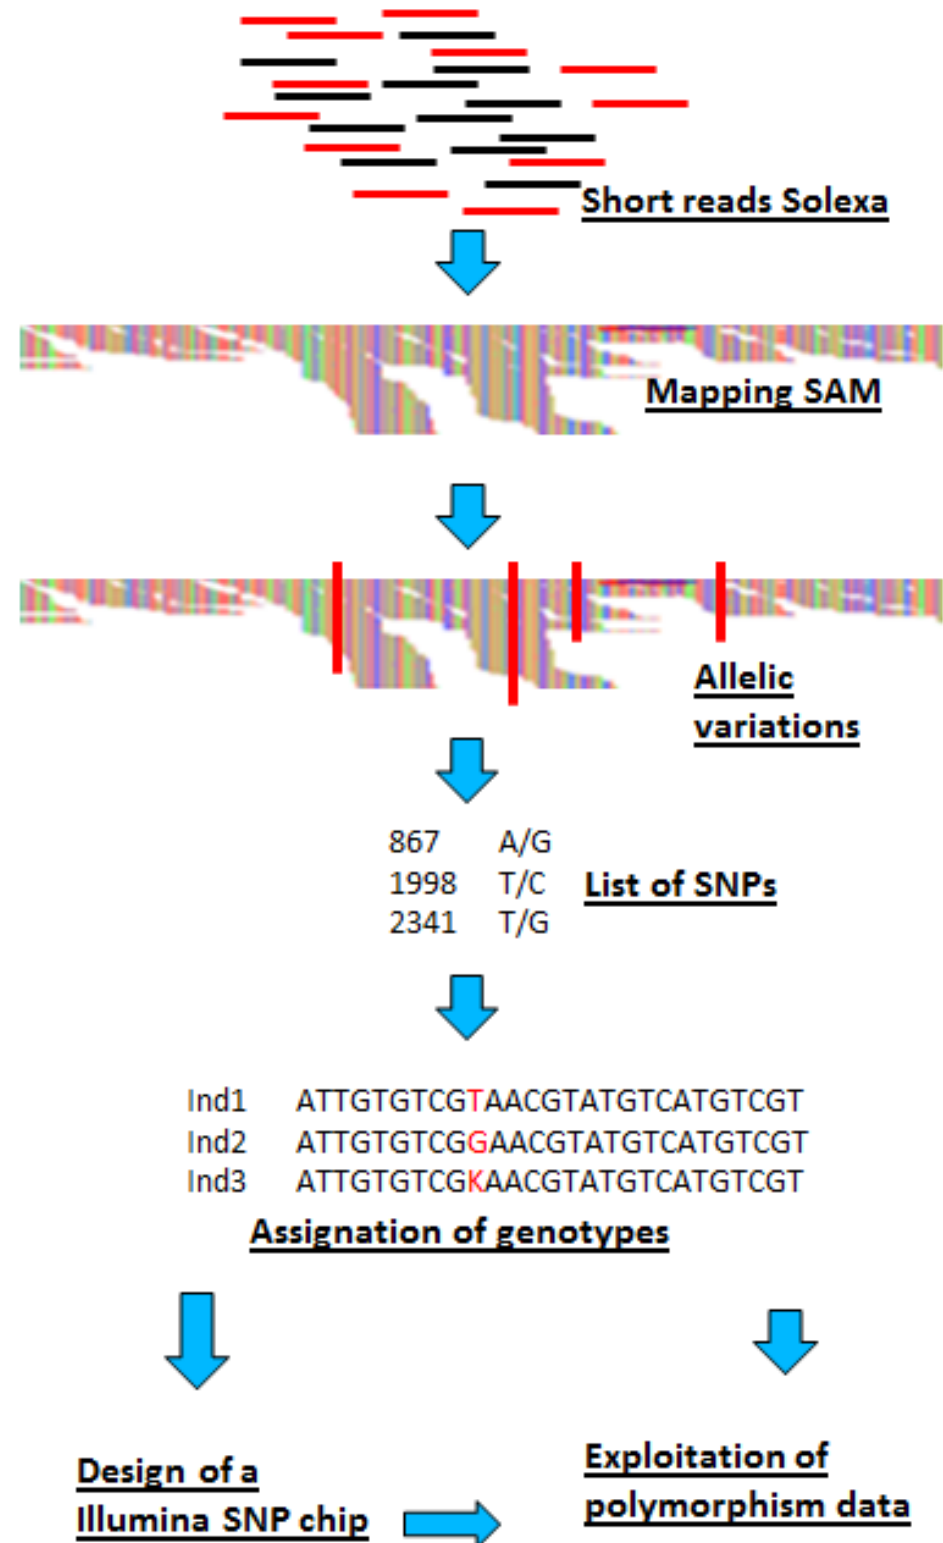 Short reads Solexa
Mapping SAM
Allelic
variations
867 A/G
1998 T/C
2341 T/G
List of SNPs
Ind1 ATTGTGTCGTAACGTATGTCATGTCGT
Ind2 ATTGTGTCGGAACGTATGTCATGTCGT
Ind3 ATTGTGTCGKAACGTATGTCATGTCGT
Assignation of genotypes
Design of a
Illumina SNP chip
Exploitation of
polymorphism data